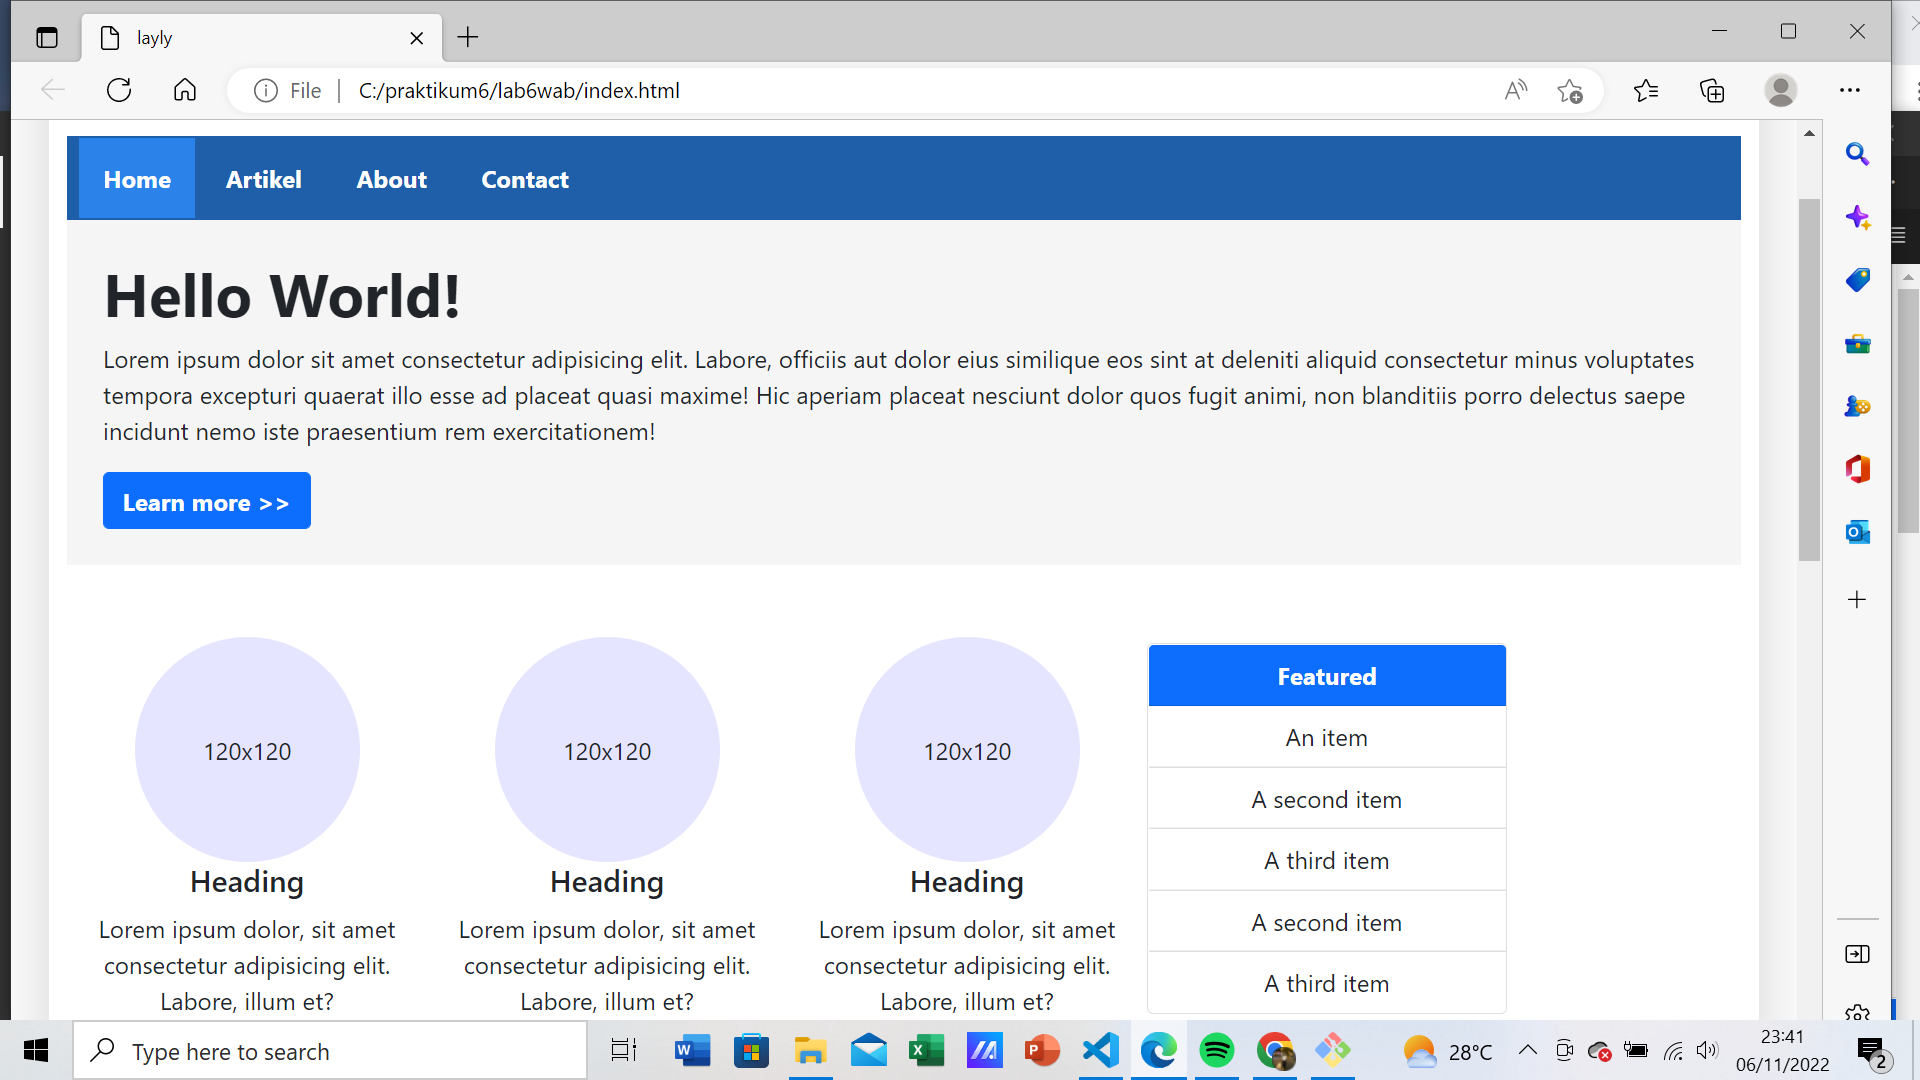 layly
File
C:/praktikum6/lab6wab/index.html
Home Artikel About Contact
Hello World!
Lorem ipsum dolor sit amet consectetur adipisicing elit. Labore, officiis aut dolor eius similique eos sint at deleniti aliquid consectetur minus voluptates
tempora excepturi quaerat illo esse ad placeat quasi maxime! Hic aperiam placeat nesciunt dolor quos fugit animi, non blanditiis porro delectus saepe
incidunt nemo iste praesentium rem exercitationem!
Learn more >>
120x120
Heading
Lorem ipsum dolor, sit amet
consectetur adipisicing elit.
Labore, illum et?
120x120
Heading
Lorem ipsum dolor, sit amet
consectetur adipisicing elit.
Labore, illum et?
120x120
Heading
Lorem ipsum dolor, sit amet
consectetur adipisicing elit.
Labore, illum et?
Featured
An item
A second item
A third item
A second item
A third item
Type here to search
28°C
23:41
06/11/2022
2